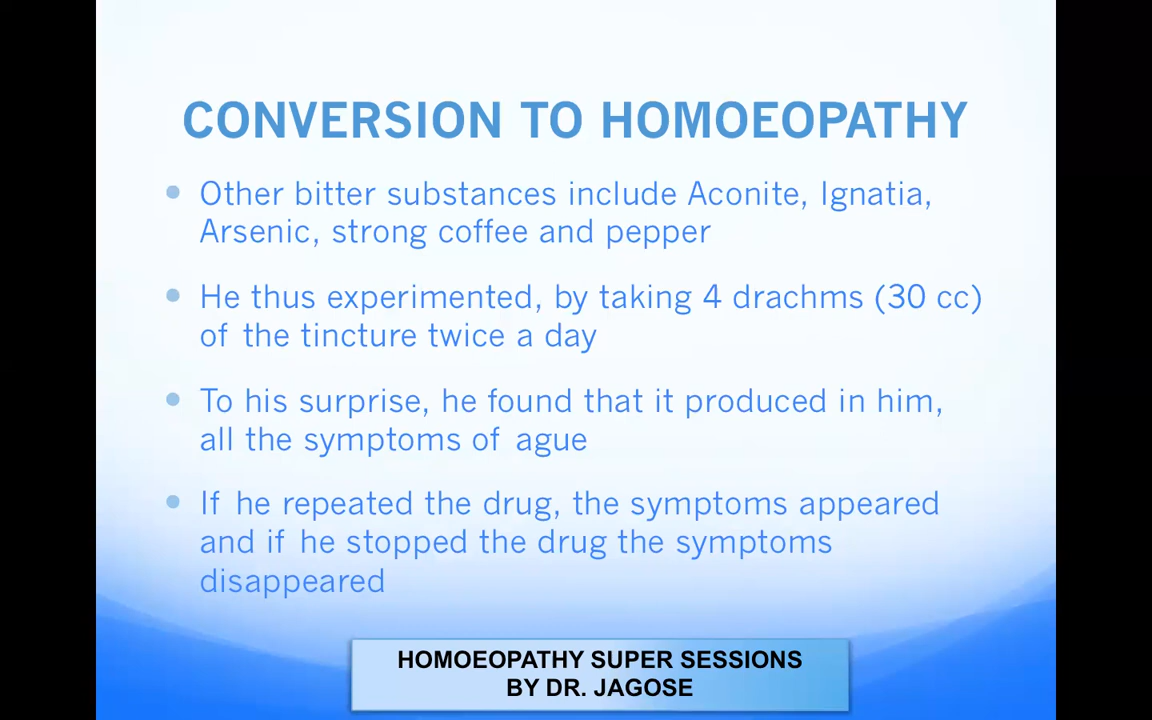 CONVERSION TO HOMOEOPATHY
Other bitter substances include Aconite, Ignatia,
Arsenic, strong coffee and pepper
He thus experimented, by taking 4 drachms (30 cc)
of the tincture twice a day
To his surprise, he found that it produced in him,
all the symptoms of ague
If he repeated the drug, the symptoms appeared
and if he stopped the drug the symptoms
disappeared
HOMOEOPATHY SUPER SESSIONS
BY DR. JAGOSE